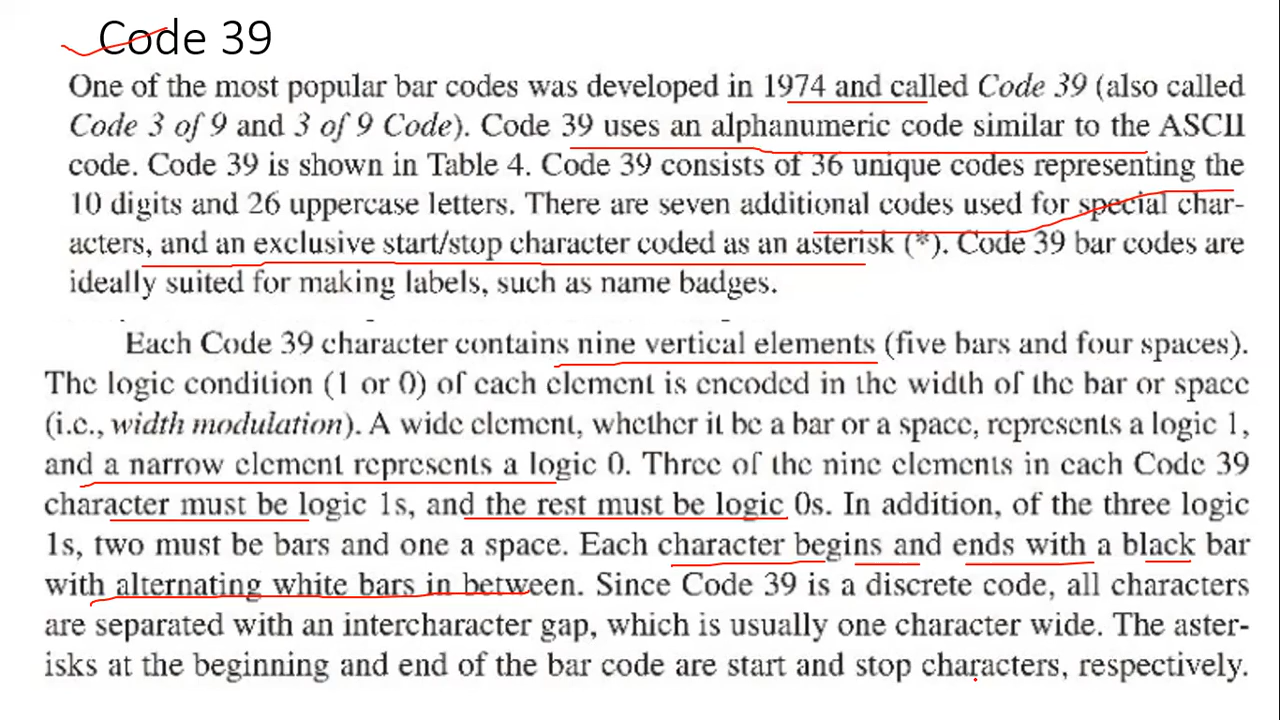 Code 39
One of the most popular bar codes was developed in 1974 and called Code 39 (also called
Code 3 of 9 and 3 of 9 Code). Code 39 uses an alphanumeric code similar to the ASCII
code. Code 39 is shown in Table 4. Code 39 consists of 36 unique codes representing the
10 digits and 26 uppercase letters. There are seven additional codes used for special char-
acters, and an exclusive start/stop character coded as an asterisk (*). Code 39 bar codes are
ideally suited for making labels, such as name badges.
Each Code 39 character contains nine vertical elements (five bars and four spaces).
The logic condition (1 or 0) of each element is encoded in the width of the bar or space
(i.e., width modulation). A wide element, whether it be a bar or a space, represents a logic 1,
and a narrow element represents a logic 0. Three of the nine elements in each Code 39
character must be logic 1s, and the rest must be logic 0s. In addition, of the three logic
1s, two must be bars and one a space. Each character begins and ends with a black bar
with alternating white bars in between. Since Code 39 is a discrete code, all characters
are separated with an intercharacter gap, which is usually one character wide. The aster-
isks at the beginning and end of the bar code are start and stop characters, respectively.